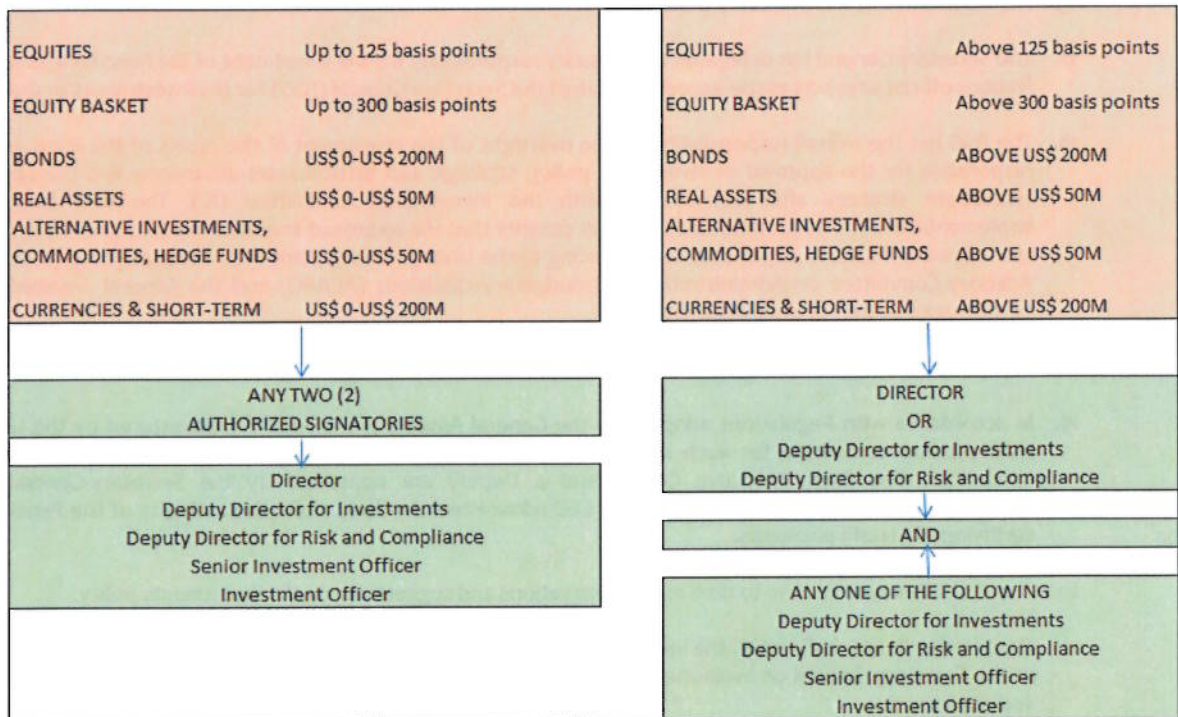 EQUITIES Up to 125 basis points
EQUITY BASKET Up to 300 basis points
BONDS US$ 0-US$ 200M
REAL ASSETS US$ 0-US$ 50M
ALTERNATIVE INVESTMENTS,
COMMODITIES, HEDGE FUNDS US$ 0-US$ 50M
CURRENCIES & SHORT-TERM US$ 0-US$ 200M
ANY TWO (2)
AUTHORIZED SIGNATORIES
Director
Deputy Director for Investments
Deputy Director for Risk and Compliance
Senior Investment Officer
Investment Officer
EQUITIES Above 125 basis points
EQUITY BASKET Above 300 basis points
BONDS ABOVE US$ 200M
REAL ASSETS ABOVE US$ 50M
ALTERNATIVE INVESTMENTS,
COMMODITIES, HEDGE FUNDS ABOVE US$ 50M
CURRENCIES & SHORT-TERM ABOVE US$ 200M
DIRECTOR
OR
Deputy Director for Investments
Deputy Director for Risk and Compliance
AND
ANY ONE OF THE FOLLOWING
Deputy Director for Investments
Deputy Director for Risk and Compliance
Senior Investment Officer
Investment Officer